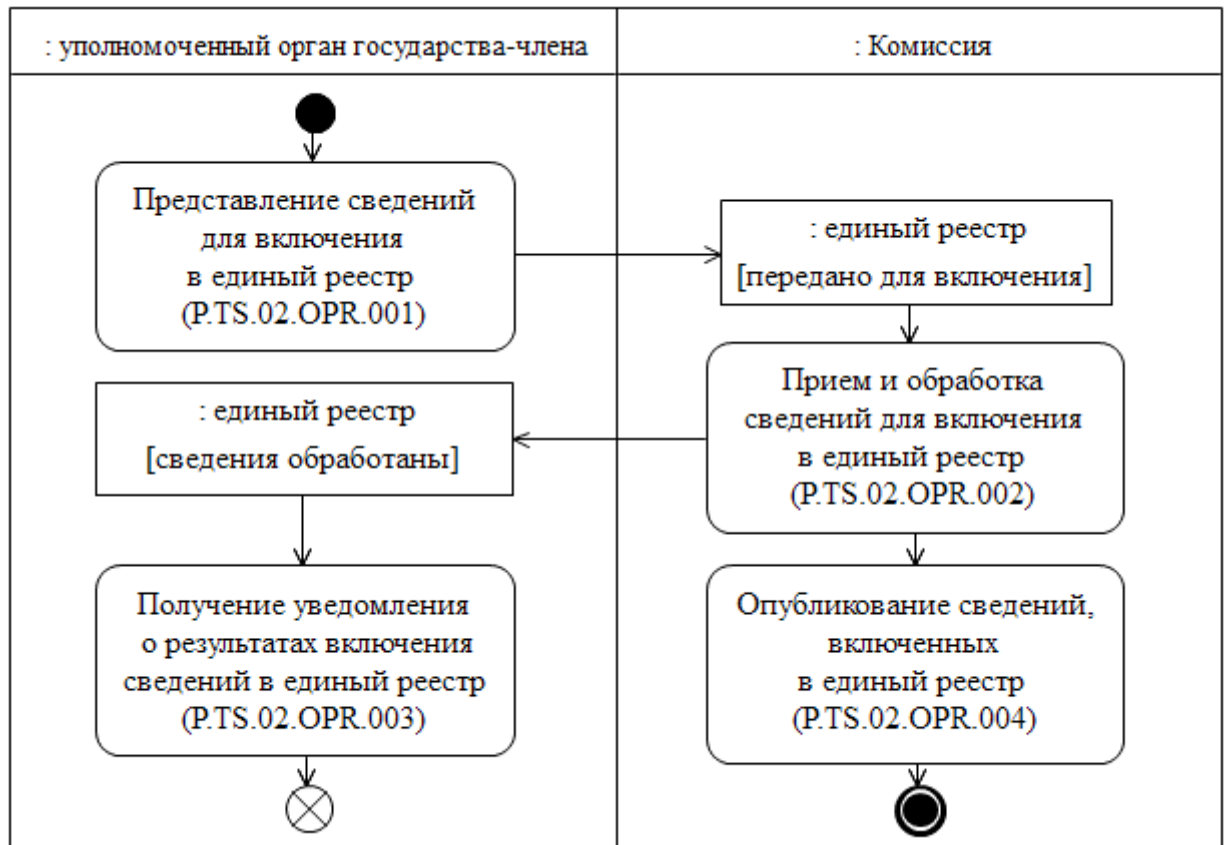 : уполномоченный орган государства-члена
: Комиссия
Представление сведений
для включения
в единый реестр
(P.TS.02.OPR.001)
: единый реестр
[передано для включения]
Прием и обработка
сведений для включения
в единый реестр
(P.TS.02.OPR.002)
: единый реестр
[сведения обработаны]
Получение уведомления
о результатах включения
сведений в единый реестр
(P.TS.02.OPR.003)
Опубликование сведений,
включенных
в единый реестр
(P.TS.02.OPR.004)